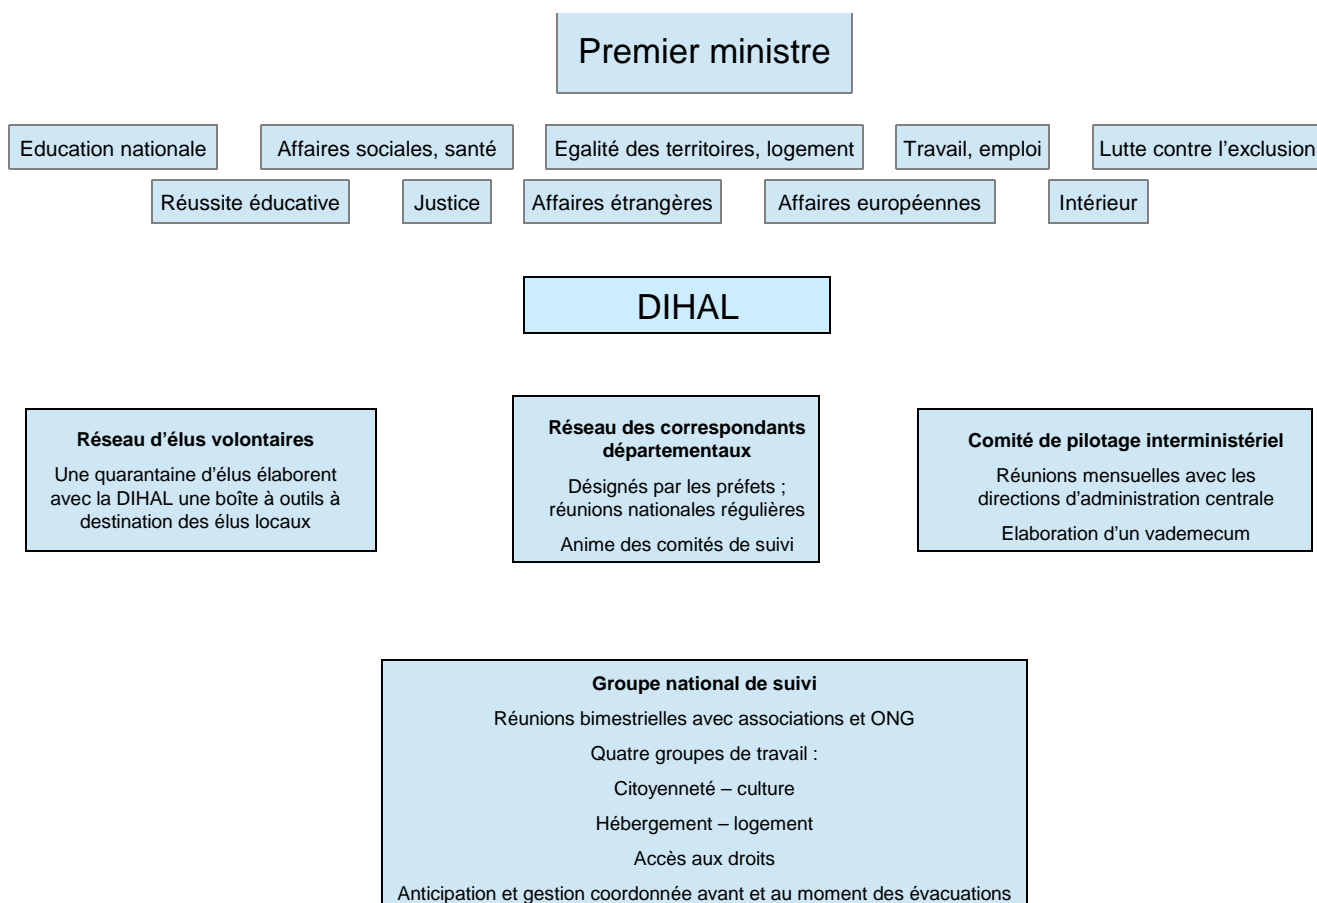 Premier ministre
Education nationale
Affaires sociales, santé
Egalité des territoires, logement
Travail, emploi
Lutte contre l’exclusion
Réussite éducative
Justice
Affaires étrangères
Affaires européennes
Intérieur
DIHAL
Réseau d’élus volontaires
Une quarantaine d’élus élaborent
avec la DIHAL une boîte à outils à
destination des élus locaux
Réseau des correspondants
départementaux
Désignés par les préfets ;
réunions nationales régulières
Anime des comités de suivi
Comité de pilotage interministériel
Réunions mensuelles avec les
directions d’administration centrale
Elaboration d’un vademecum
Groupe national de suivi
Réunions bimestrielles avec associations et ONG
Quatre groupes de travail :
Citoyenneté – culture
Hébergement – logement
Accès aux droits
Anticipation et gestion coordonnée avant et au moment des évacuations